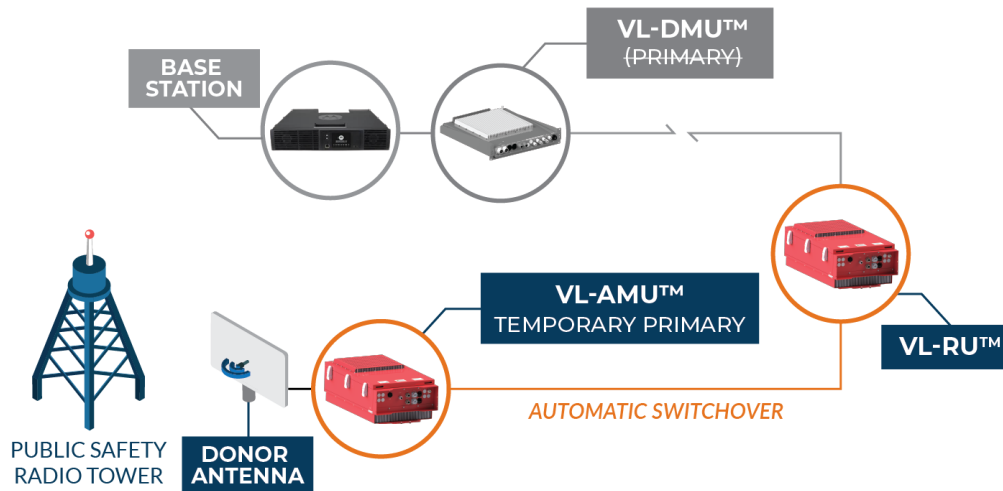 VL-DMU™
(PRIMARY)
BASE
STATION
VL-AMU™
TEMPORARY PRIMARY
VL-RU™
AUTOMATIC SWITCHOVER
PUBLIC SAFETY
RADIO TOWER
DONOR
ANTENNA